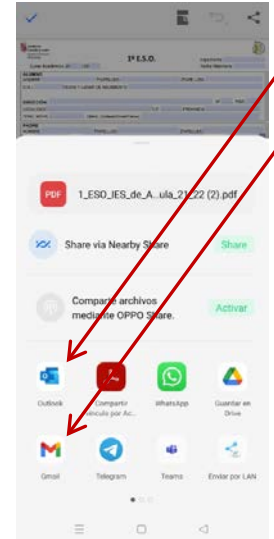 1º E.S.O.
PDF
1_ESO_IES_de_A...ula_21_22 (2).pdf
Share via Nearby Share
Share
Comparte archivos
mediante OPPO Share.
Activar
Outlook
Compartir
vínculo por Ac...
WhatsApp
Guardar en
Drive
Gmail
Telegram
Teams
Enviar por LAN